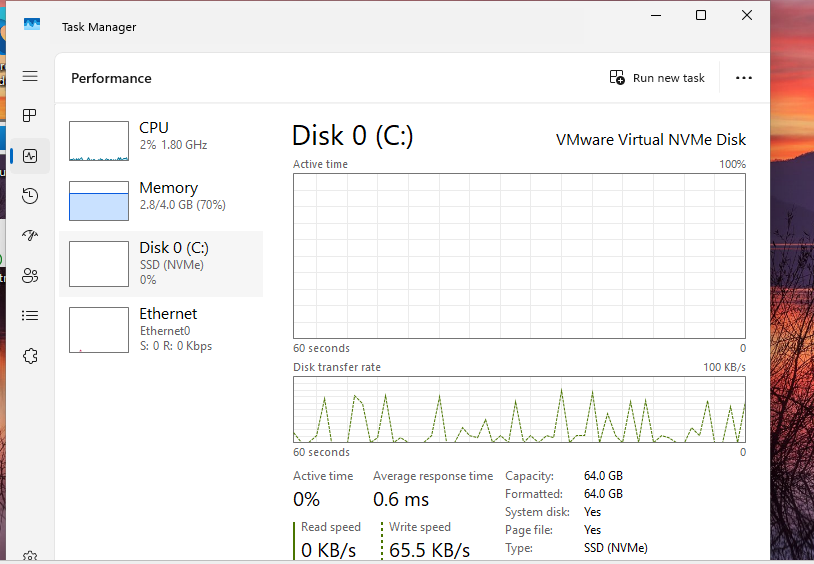 Task Manager
Performance
Run new task
CPU
2% 1.80 GHz
Memory
2.8/4.0 GB (70%)
Disk 0 (C:)
SSD (NVMe)
0%
Ethernet
Ethernet0
S: 0 R: 0 Kbps
Disk 0 (C:) VMware Virtual NVMe Disk
Active time 100%
60 seconds 0
Disk transfer rate 100 KB/s
60 seconds 0
Active time Average response time
0% 0.6 ms
Read speed Write speed
0 KB/s 65.5 KB/s
Capacity: 64.0 GB
Formatted: 64.0 GB
System disk: Yes
Page file: Yes
Type: SSD (NVMe)